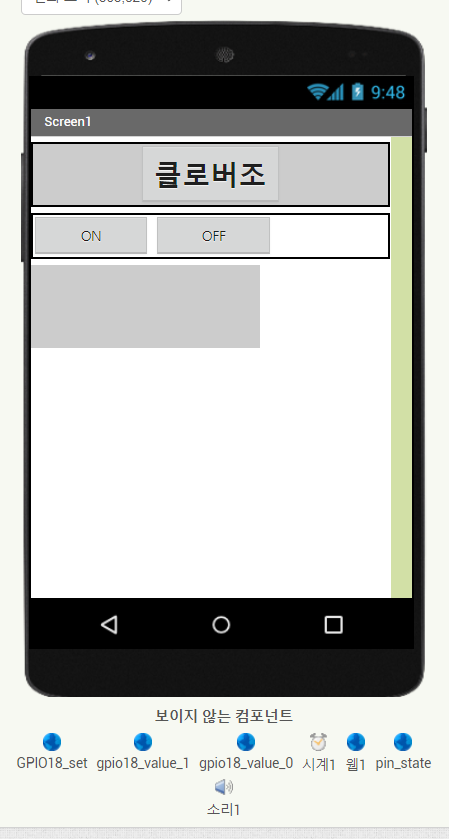 9:48
Screen1
클로버조
ON OFF
보이지 않는 컴포넌트
GPIO18_set gpio18_value_1 gpio18_value_0 시계1 웹1 pin_state
소리1